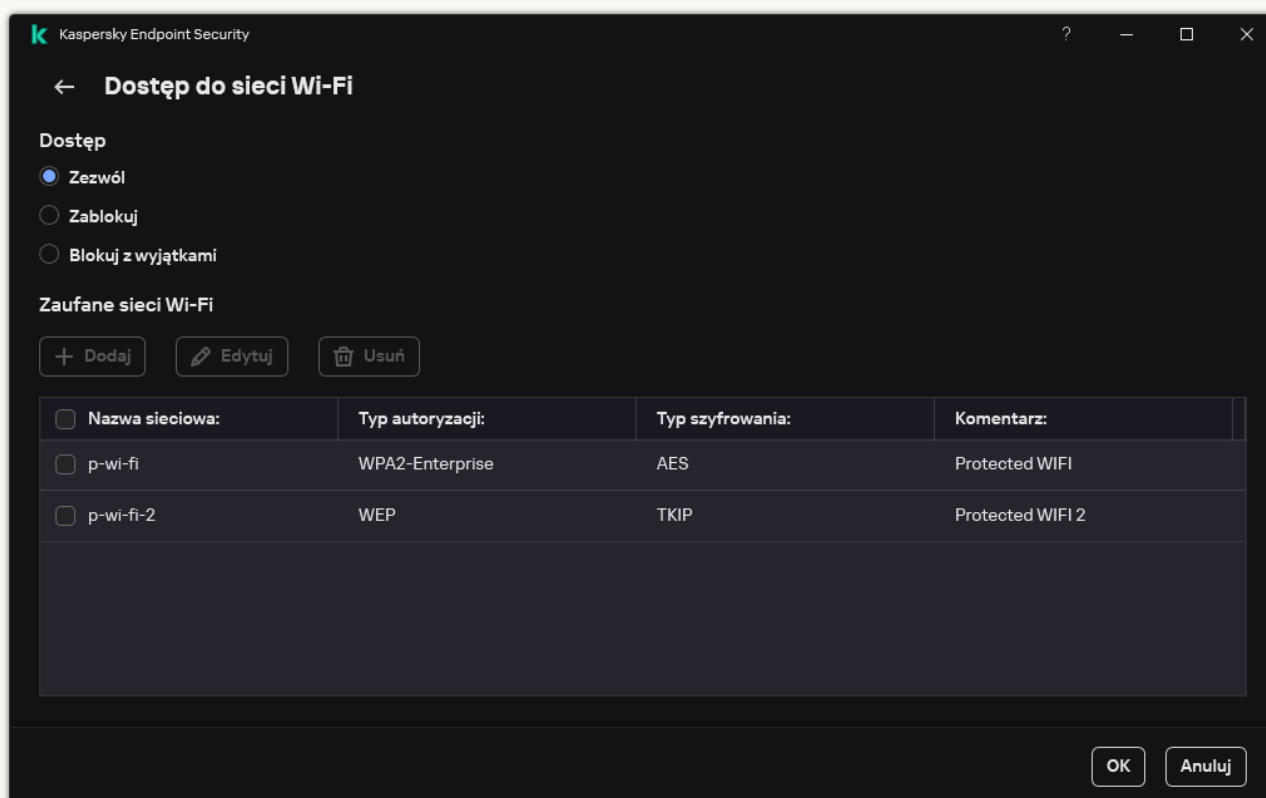 Kaspersky Endpoint Security ?
Dostęp do sieci Wi-Fi
Dostęp
Zezwól
Zablokuj
Blokuj z wyjątkami
Zaufane sieci Wi-Fi
Dodaj Edytuj Usuń
Nazwa sieciowa: Typ autoryzacji: Typ szyfrowania: Komentarz:
p-wi-fi WPA2-Enterprise AES Protected WIFI
p-wi-fi-2 WEP TKIP Protected WIFI 2
OK Anuluj